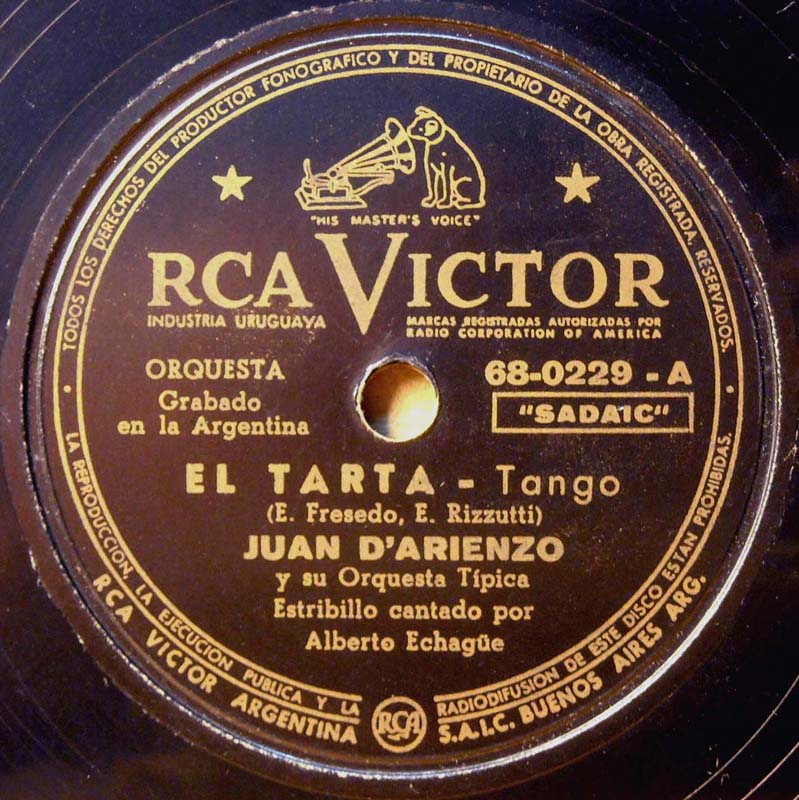 · TODOS LOS DERECHOS DEL PRODUCTOR FONOGRAFICO Y DEL PROPIETARIO DE LA OBRA REGISTRADA, RESERVADOS. ·
"HIS MASTER'S VOICE"
RCA VICTOR
INDUSTRIA URUGUAYA
MARCAS REGISTRADAS AUTORIZADAS POR
RADIO CORPORATION OF AMERICA
ORQUESTA
68-0229 - A
Grabado
en la Argentina
"SADAIC"
EL TARTA - Tango
(E. Fresedo, E. Rizzutti)
JUAN D'ARIENZO
y su Orquesta Típica
Estribillo cantado por
Alberto Echagüe
LA REPRODUCCION, LA EJECUCION PUBLICA Y LA RADIODIFUSION DE ESTE DISCO ESTAN PROHIBIDAS.
RCA VICTOR ARGENTINA RCA S.A.I.C. BUENOS AIRES ARG.